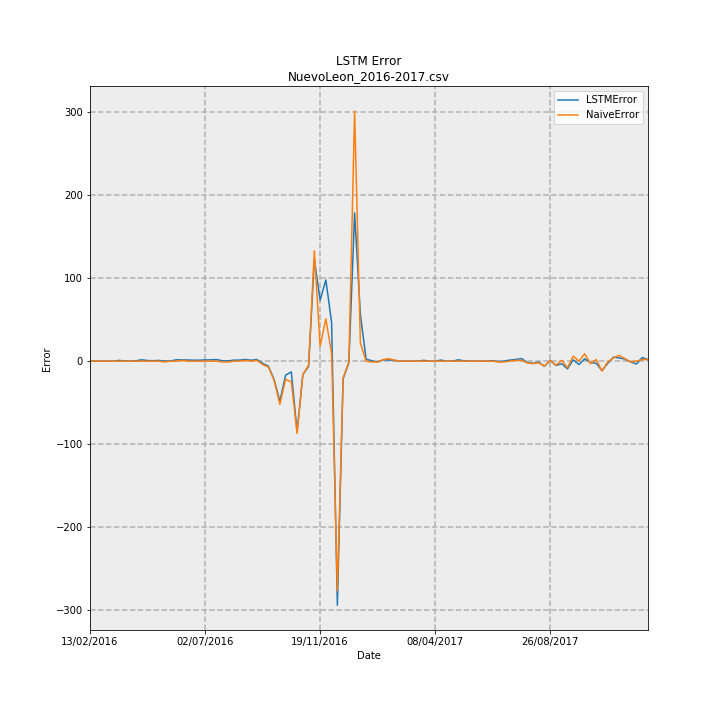 LSTM Error
NuevoLeon_2016-2017.csv
LSTMError
NaiveError
300
200
100
0
−100
−200
−300
Error
13/02/2016
02/07/2016
19/11/2016
08/04/2017
26/08/2017
Date